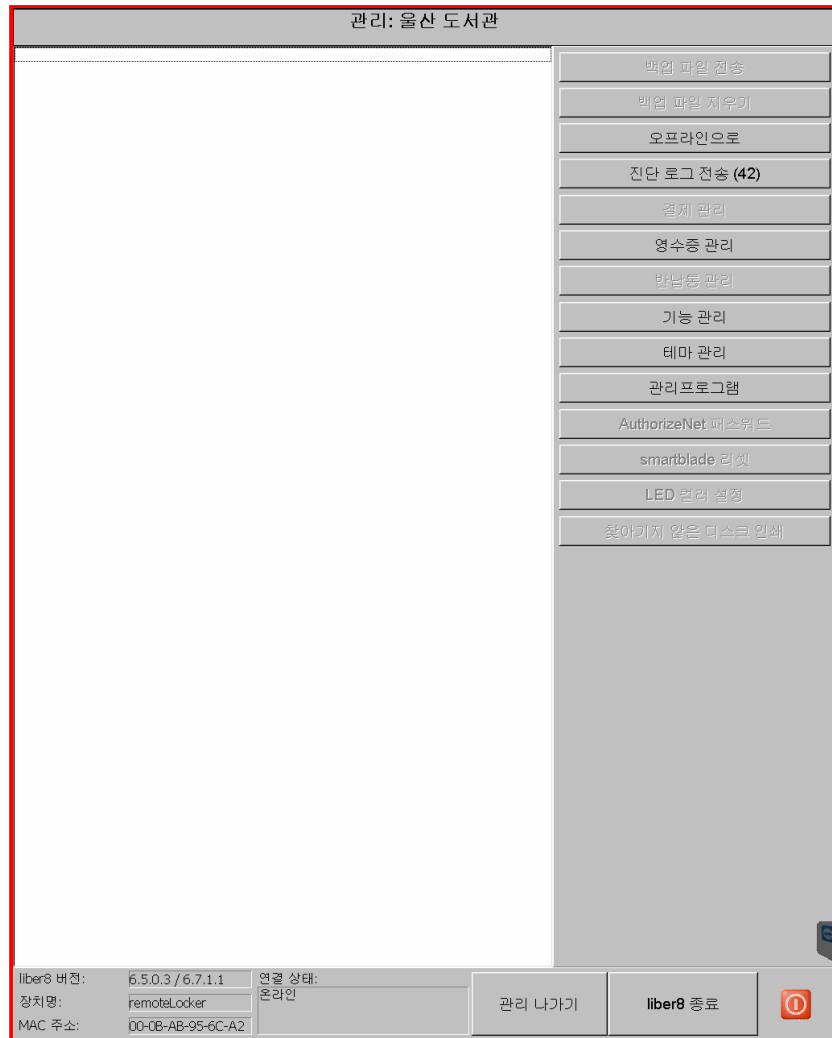 관리: 울산 도서관
백업 파일 전송
백업 파일 지우기
오프라인으로
진단 로그 전송 (42)
결제 관리
영수증 관리
반납통 관리
기능 관리
테마 관리
관리프로그램
AuthorizeNet 패스워드
smartblade 리셋
LED 컬러 설정
찾아가지 않은 디스크 인쇄
liber8 버전: 6.5.0.3 / 6.7.1.1
장치명: remoteLocker
MAC 주소: 00-0B-AB-95-6C-A2
연결 상태:
온라인
관리 나가기
liber8 종료